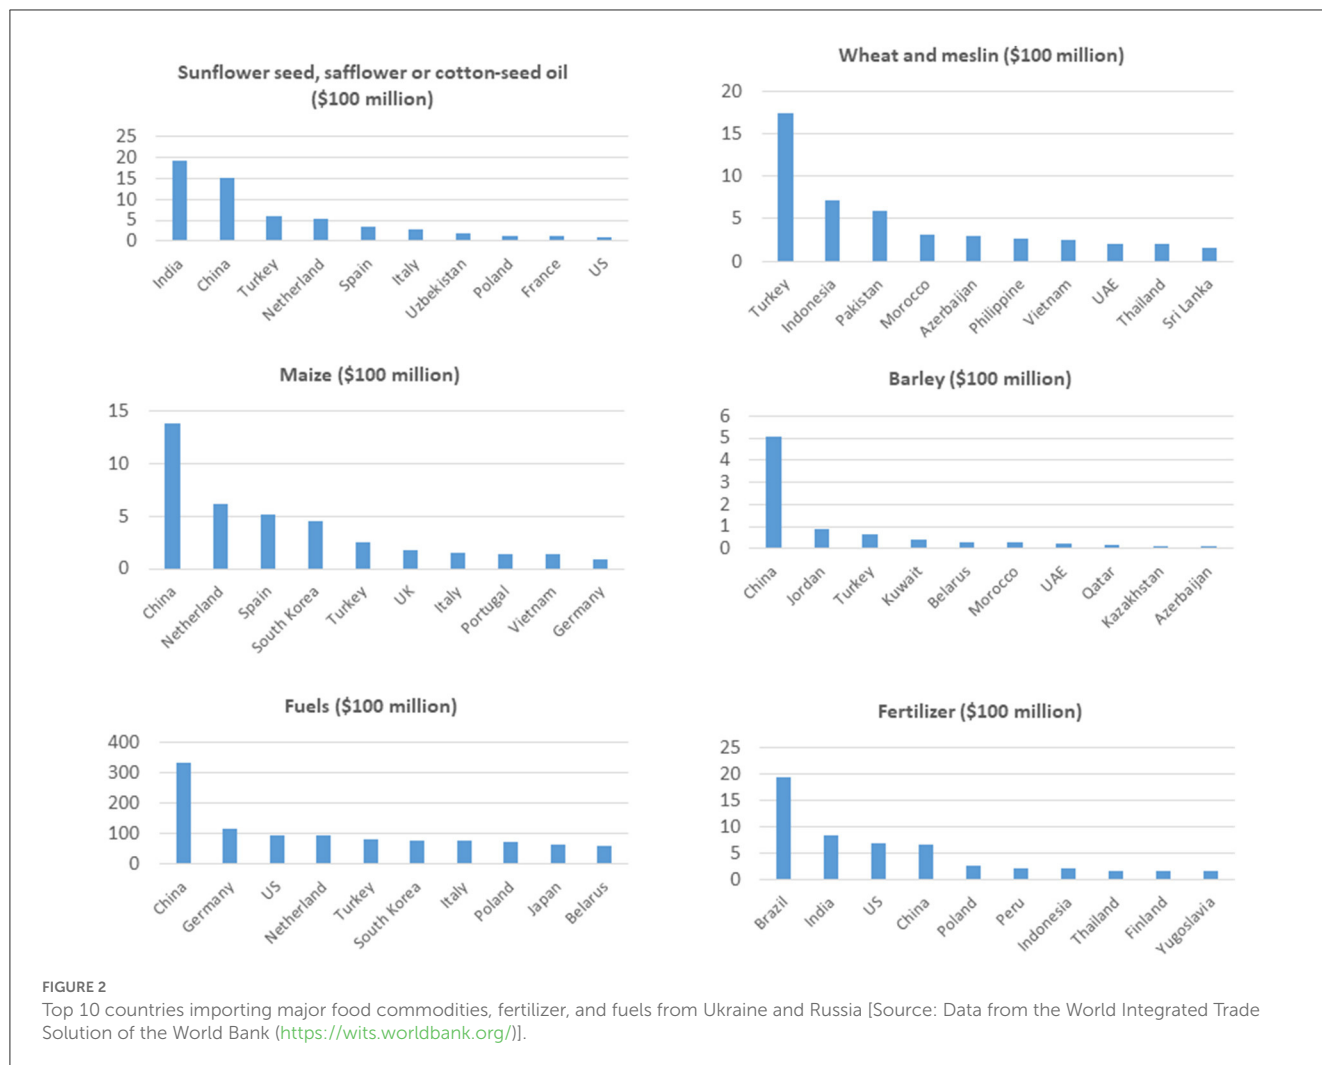 Sunflower seed, safflower or cotton-seed oil
($100 million)
25
20
15
10
5
0
India
China
Turkey
Netherland
Spain
Italy
Uzbekistan
Poland
France
US
Wheat and meslin ($100 million)
20
15
10
5
0
Turkey
Indonesia
Pakistan
Morocco
Azerbaijan
Philippine
Vietnam
UAE
Thailand
Sri Lanka
Maize ($100 million)
15
10
5
0
China
Netherland
Spain
South Korea
Turkey
UK
Italy
Portugal
Vietnam
Germany
Barley ($100 million)
6
5
4
3
2
1
0
China
Jordan
Turkey
Kuwait
Belarus
Morocco
UAE
Qatar
Kazakhstan
Azerbaijan
Fuels ($100 million)
400
300
200
100
0
China
Germany
US
Netherland
Turkey
South Korea
Italy
Poland
Japan
Belarus
Fertilizer ($100 million)
25
20
15
10
5
0
Brazil
India
US
China
Poland
Peru
Indonesia
Thailand
Finland
Yugoslavia
FIGURE 2
Top 10 countries importing major food commodities, fertilizer, and fuels from Ukraine and Russia [Source: Data from the World Integrated Trade
Solution of the World Bank (https://wits.worldbank.org/)].